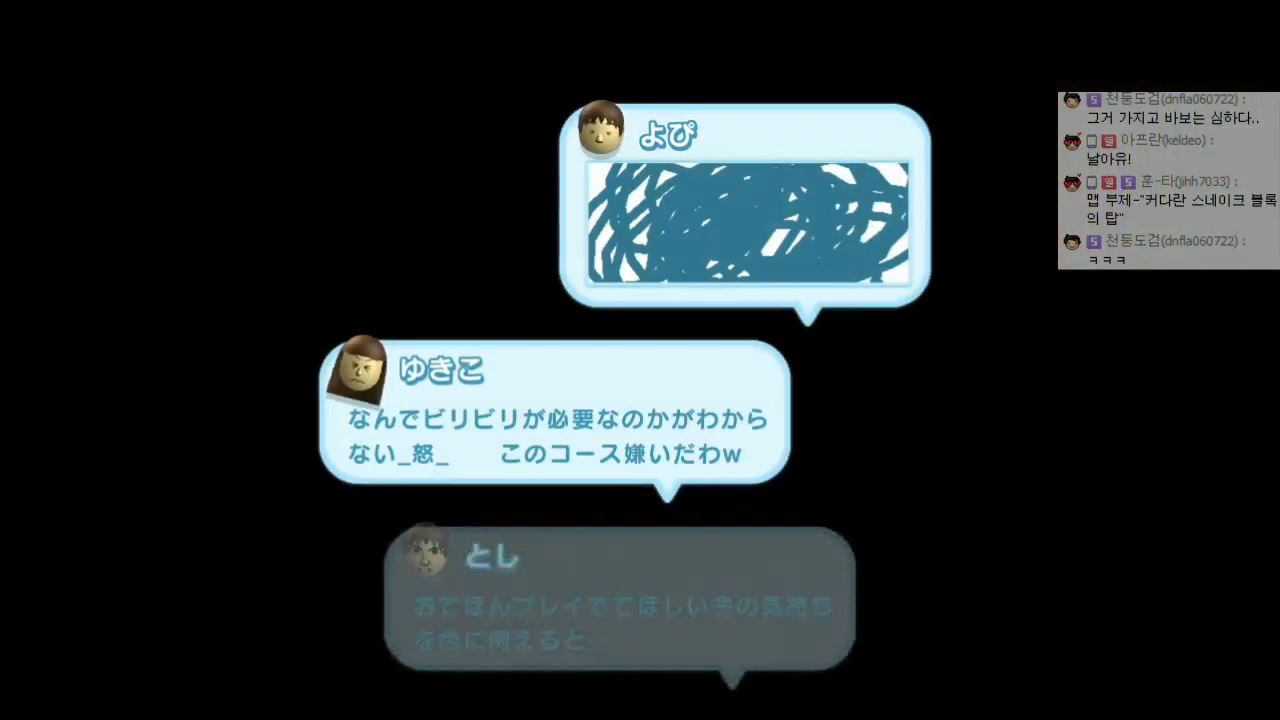 よぴ
ゆきこ
なんでビリビリが必要なのかがわから
ない_怒_　　このコース嫌いだわw
とし
おてほんプレイででてほしい今の気持ち
を色に例えると
천둥도검(dnfla060722) :
그거 가지고 바보는 심하다..
아프란(keldeo) :
날아유!
훈-타(jihh7033) :
맵 부제-"커다란 스네이크 블록
의 탑"
천둥도검(dnfla060722) :
ㅋㅋㅋ